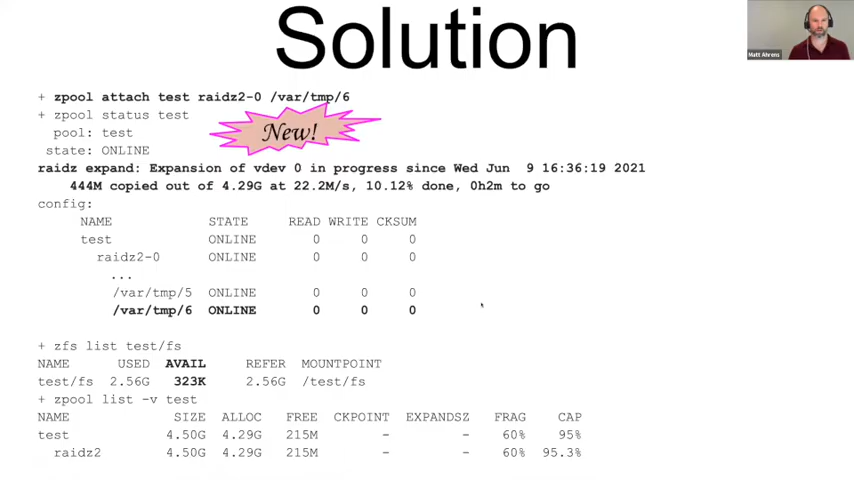 Solution
Matt Ahrens
+ zpool attach test raidz2-0 /var/tmp/6
+ zpool status test
pool: test
New!
state: ONLINE
raidz expand: Expansion of vdev 0 in progress since Wed Jun  9 16:36:19 2021
444M copied out of 4.29G at 22.2M/s, 10.12% done, 0h2m to go
config:
NAME STATE READ WRITE CKSUM
test ONLINE 0 0 0
raidz2-0 ONLINE 0 0 0
...
/var/tmp/5 ONLINE 0 0 0
/var/tmp/6 ONLINE 0 0 0
+ zfs list test/fs
NAME USED AVAIL REFER MOUNTPOINT
test/fs 2.56G 323K 2.56G /test/fs
+ zpool list -v test
NAME SIZE ALLOC FREE CKPOINT EXPANDSZ FRAG CAP
test 4.50G 4.29G 215M - - 60% 95%
raidz2 4.50G 4.29G 215M - - 60% 95.3%